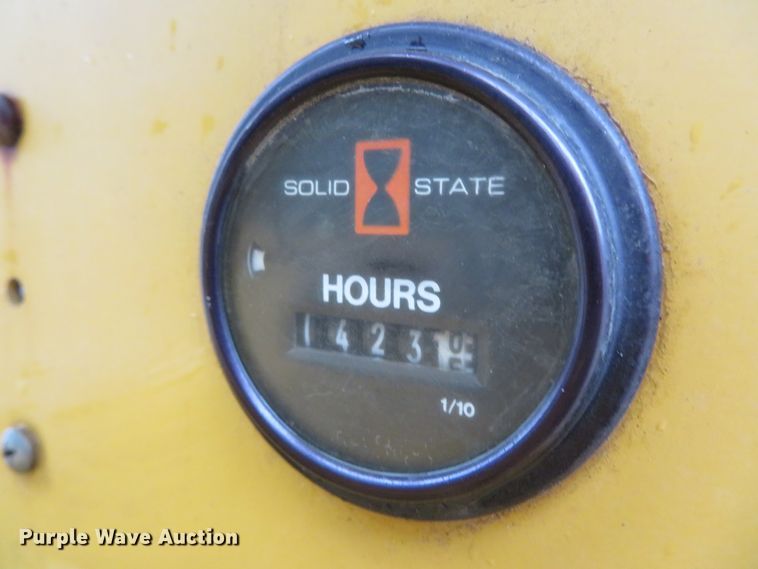 SOLID STATE
HOURS
1423
1/10
Purple Wave Auction